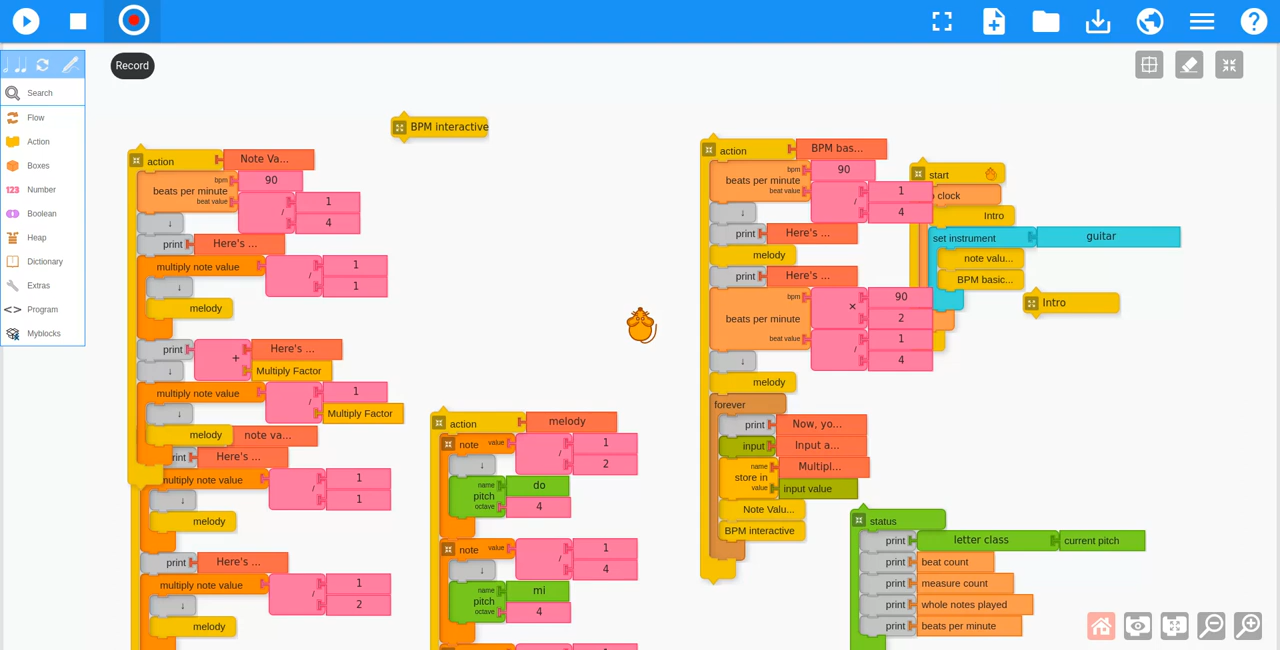 Record
Search
Flow
Action
Boxes
123 Number
Boolean
Heap
Dictionary
Extras
<> Program
Myblocks
BPM interactive
action Note Va...
beats per minute bpm 90
beat value 1 / 4
↓
print Here's ...
multiply note value 1 / 1
↓
melody
print + Here's ...
↓ Multiply Factor
multiply note value 1 / Multiply Factor
↓
melody note va...
print Here's ...
multiply note value 1 / 1
↓
melody
print Here's ...
multiply note value 1 / 2
↓
melody
action melody
note value 1 / 2
↓
name do
pitch
octave 4
note value 1 / 4
↓
name mi
pitch
octave 4
action BPM bas...
beats per minute bpm 90
beat value 1 / 4
↓
print Here's ...
melody
print Here's ...
beats per minute bpm 90 × 2
beat value 1 / 4
↓
melody
forever
print Now, yo...
input Input a...
store in name Multipl...
value input value
Note Valu...
BPM interactive
start
clock
Intro
set instrument guitar
note valu...
BPM basic...
Intro
status
print letter class current pitch
print beat count
print measure count
print whole notes played
print beats per minute